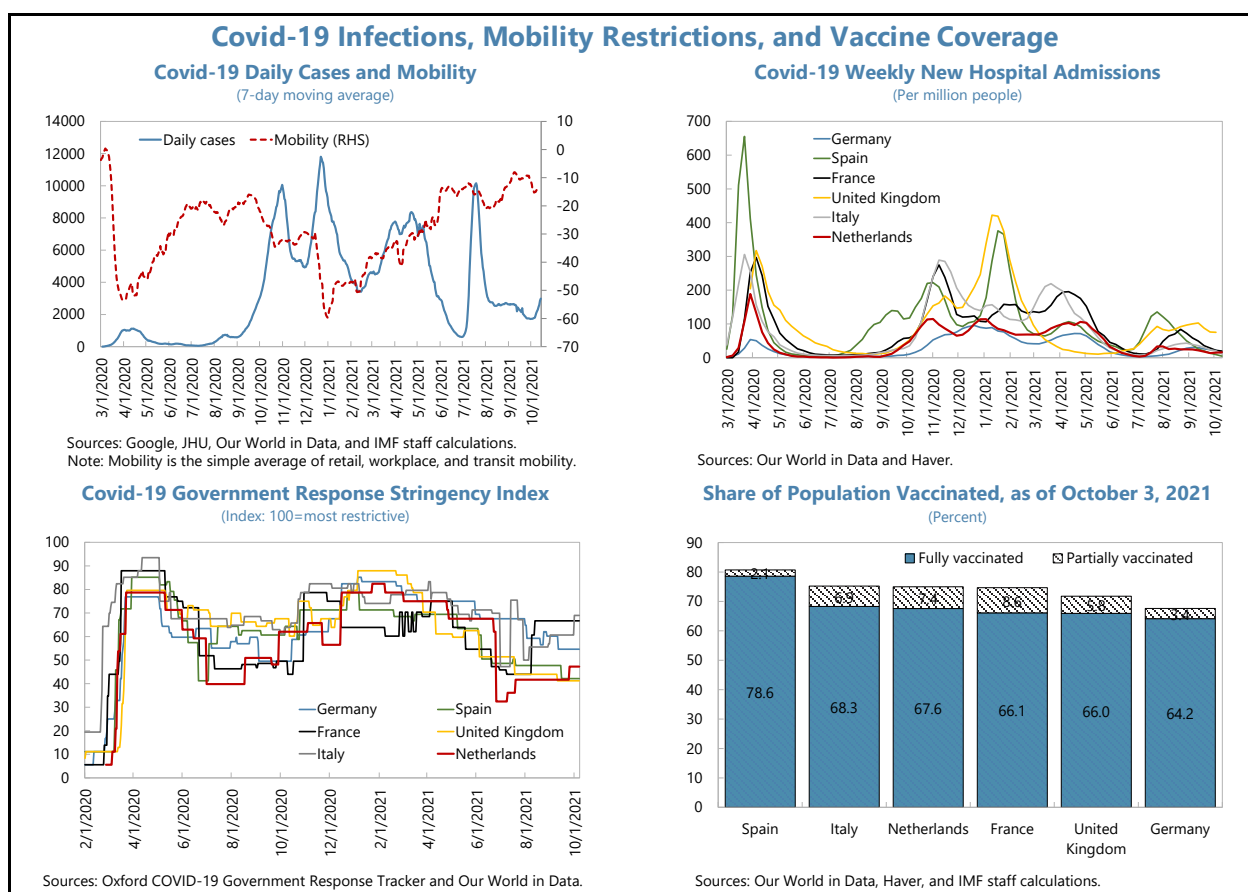 Covid-19 Infections, Mobility Restrictions, and Vaccine Coverage
Covid-19 Daily Cases and Mobility
(7-day moving average)
14000
12000
10000
8000
6000
4000
2000
0
10
0
-10
-20
-30
-40
-50
-60
-70
Daily cases
Mobility (RHS)
3/1/2020
4/1/2020
5/1/2020
6/1/2020
7/1/2020
8/1/2020
9/1/2020
10/1/2020
11/1/2020
12/1/2020
1/1/2021
2/1/2021
3/1/2021
4/1/2021
5/1/2021
6/1/2021
7/1/2021
8/1/2021
9/1/2021
10/1/2021
Sources: Google, JHU, Our World in Data, and IMF staff calculations.
Note: Mobility is the simple average of retail, workplace, and transit mobility.
Covid-19 Weekly New Hospital Admissions
(Per million people)
700
600
500
400
300
200
100
0
Germany
Spain
France
United Kingdom
Italy
Netherlands
3/1/2020
4/1/2020
5/1/2020
6/1/2020
7/1/2020
8/1/2020
9/1/2020
10/1/2020
11/1/2020
12/1/2020
1/1/2021
2/1/2021
3/1/2021
4/1/2021
5/1/2021
6/1/2021
7/1/2021
8/1/2021
9/1/2021
10/1/2021
Sources: Our World in Data and Haver.
Covid-19 Government Response Stringency Index
(Index: 100=most restrictive)
100
90
80
70
60
50
40
30
20
10
0
Germany
Spain
France
United Kingdom
Italy
Netherlands
2/1/2020
4/1/2020
6/1/2020
8/1/2020
10/1/2020
12/1/2020
2/1/2021
4/1/2021
6/1/2021
8/1/2021
10/1/2021
Sources: Oxford COVID-19 Government Response Tracker and Our World in Data.
Share of Population Vaccinated, as of October 3, 2021
(Percent)
90
80
70
60
50
40
30
20
10
0
Fully vaccinated
Partially vaccinated
2.1
6.9
7.4
8.6
5.8
3.4
78.6
68.3
67.6
66.1
66.0
64.2
Spain
Italy
Netherlands
France
United
Kingdom
Germany
Sources: Our World in Data, Haver, and IMF staff calculations.